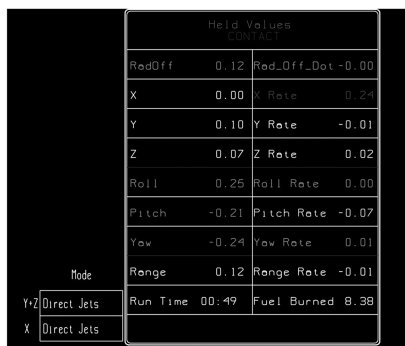 Held Values
CONTACT
RadOff 0.12 Rad_Off_Dot -0.00
X 0.00 X Rate 0.24
Y 0.10 Y Rate -0.01
Z 0.07 Z Rate 0.02
Roll 0.25 Roll Rate 0.00
Pitch -0.21 Pitch Rate -0.07
Yaw -0.24 Yaw Rate 0.01
Mode Range 0.12 Range Rate -0.01
Y+Z Direct Jets Run Time 00:49 Fuel Burned 8.38
X Direct Jets